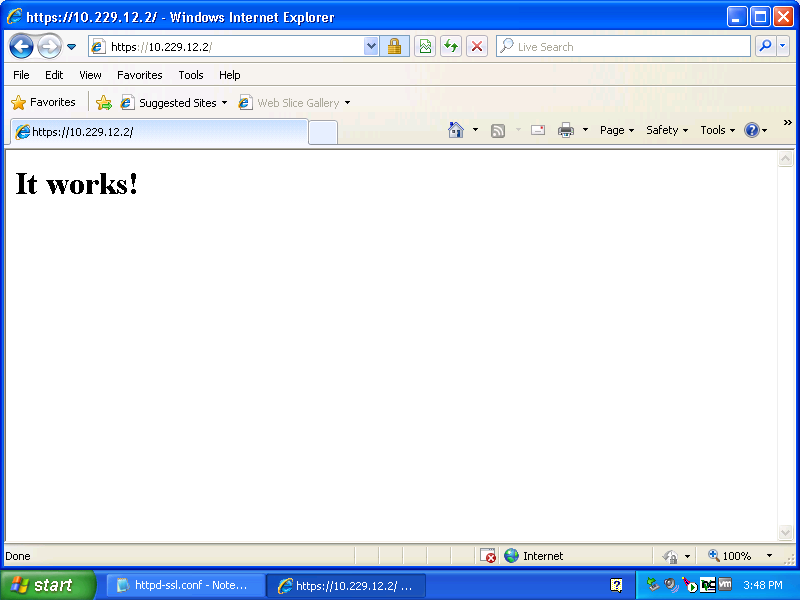 https://10.229.12.2/ - Windows Internet Explorer
https://10.229.12.2/
Live Search
File Edit View Favorites Tools Help
Favorites Suggested Sites Web Slice Gallery
https://10.229.12.2/
Page Safety Tools
It works!
Done Internet 100%
start httpd-ssl.conf - Note... https://10.229.12.2/ ... 3:48 PM